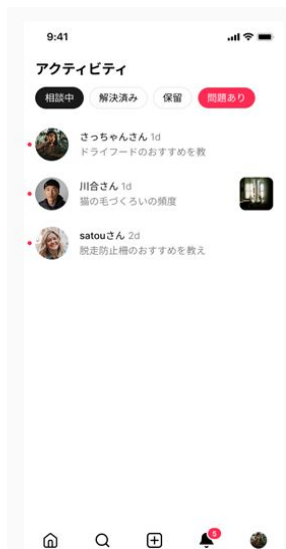 9:41
アクティビティ
相談中 解決済み 保留 問題あり
さっちゃんさん 1d
ドライフードのおすすめを教
川合さん 1d
猫の毛づくろいの頻度
satouさん 2d
脱走防止柵のおすすめを教え
5